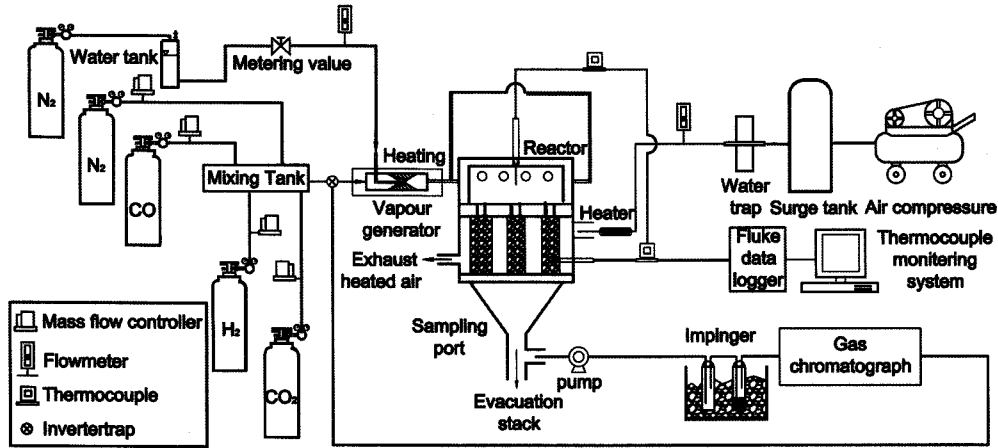 N2
Water tank
Metering value
N2
CO
Mixing Tank
Heating
Vapour
generator
Reactor
Heater
Exhaust
heated air
Water
trap
Surge tank
Air compressure
Fluke
data
logger
Thermocouple
monitering
system
H2
CO2
Sampling
port
Evacuation
stack
pump
Impinger
Gas
chromatograph
Mass flow controller
Flowmeter
Thermocouple
Invertertrap